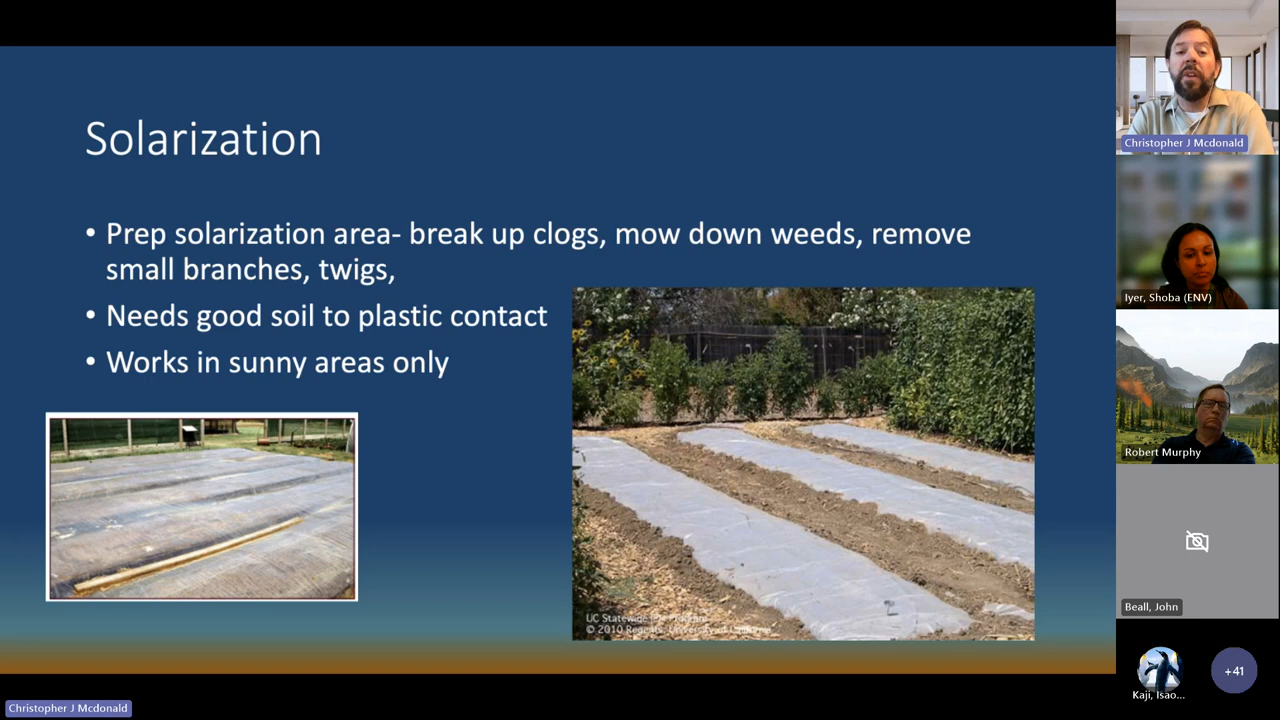 Solarization
• Prep solarization area- break up clogs, mow down weeds, remove
small branches, twigs,
• Needs good soil to plastic contact
• Works in sunny areas only
UC Statewide IPM Program
© 2010 Regents, University of California
Christopher J Mcdonald
Iyer, Shoba (ENV)
Robert Murphy
Beall, John
Kaji, Isao...
+41
Christopher J Mcdonald